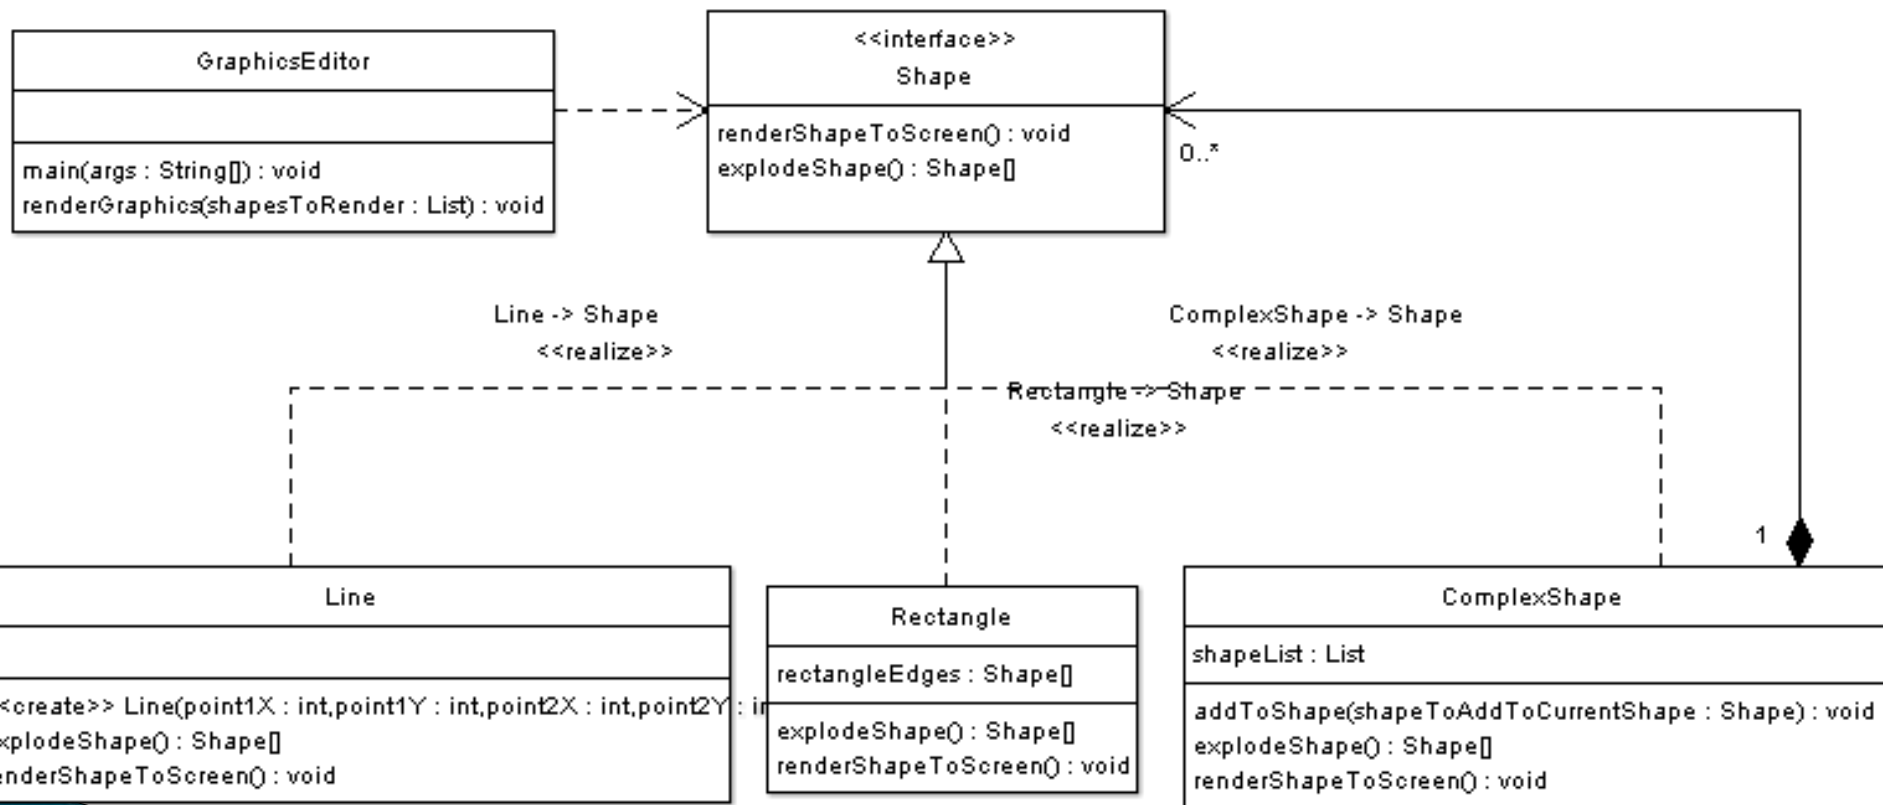 GraphicsEditor
main(args : String[]) : void
renderGraphics(shapesToRender : List) : void
<<interface>>
Shape
renderShapeToScreen() : void
explodeShape() : Shape[]
0..*
Line -> Shape
<<realize>>
ComplexShape -> Shape
<<realize>>
Rectangle -> Shape
<<realize>>
1
Line
<create>> Line(point1X : int,point1Y : int,point2X : int,point2Y : in
xplodeShape() : Shape[]
enderShapeToScreen() : void
Rectangle
rectangleEdges : Shape[]
explodeShape() : Shape[]
renderShapeToScreen() : void
ComplexShape
shapeList : List
addToShape(shapeToAddToCurrentShape : Shape) : void
explodeShape() : Shape[]
renderShapeToScreen() : void